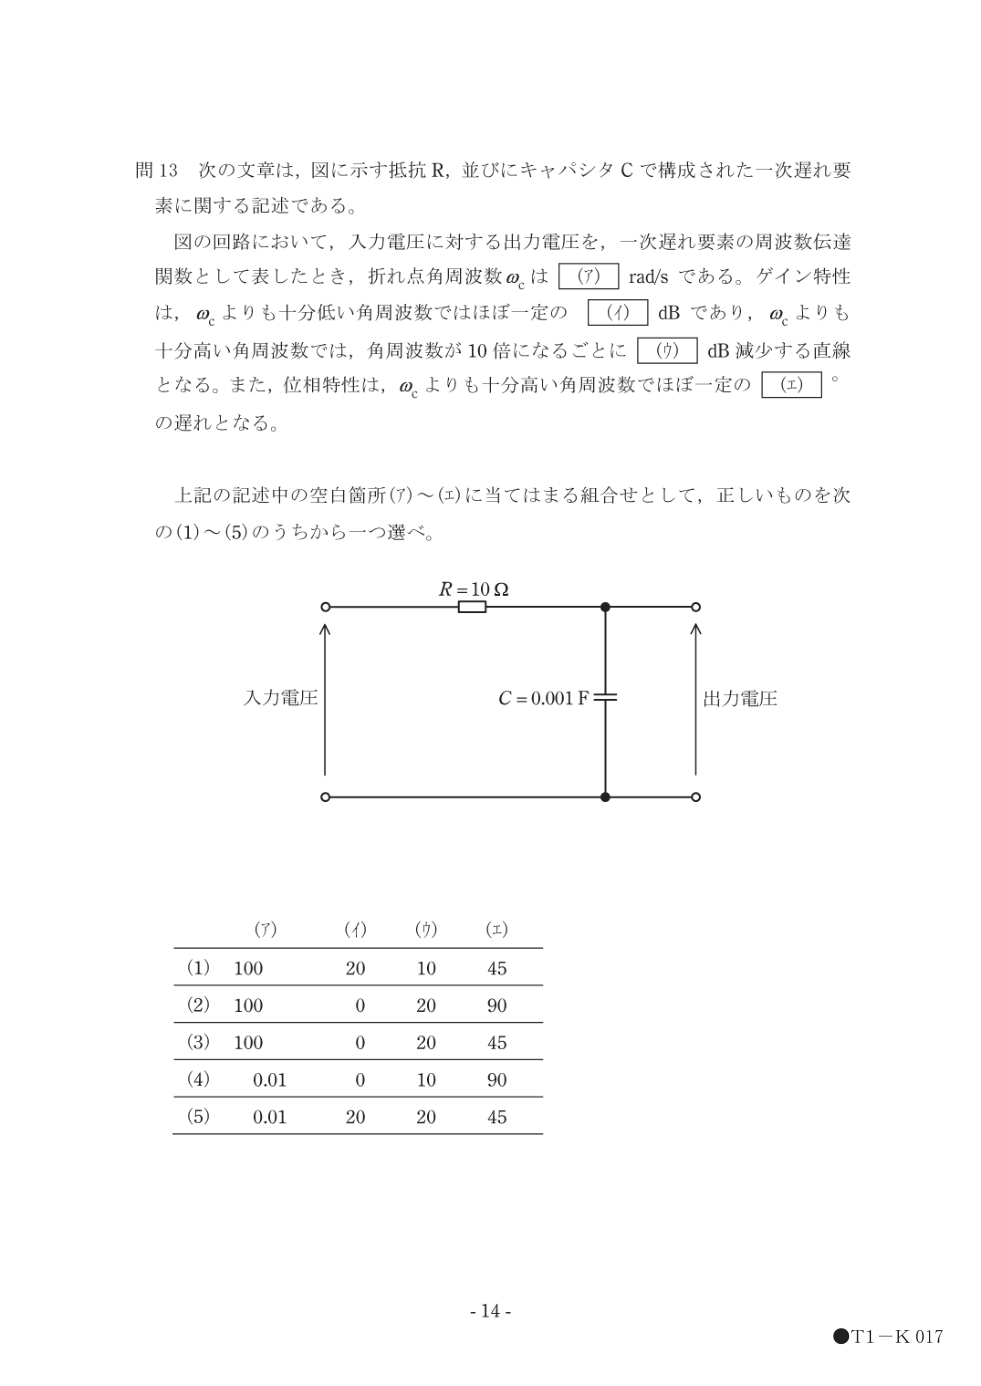 問 13　次の文章は，図に示す抵抗 R，並びにキャパシタ C で構成された一次遅れ要
素に関する記述である。
図の回路において，入力電圧に対する出力電圧を，一次遅れ要素の周波数伝達
関数として表したとき，折れ点角周波数ωcは (ア) rad/s である。ゲイン特性
は，ωcよりも十分低い角周波数ではほぼ一定の (イ) dB であり，ωcよりも
十分高い角周波数では，角周波数が 10 倍になるごとに (ウ) dB 減少する直線
となる。また，位相特性は，ωcよりも十分高い角周波数でほぼ一定の (エ) °
の遅れとなる。
上記の記述中の空白箇所(ア)～(エ)に当てはまる組合せとして，正しいものを次
の(1)～(5)のうちから一つ選べ。
R = 10 Ω
入力電圧
C = 0.001 F
出力電圧
(ア) (イ) (ウ) (エ)
(1) 100 20 10 45
(2) 100 0 20 90
(3) 100 0 20 45
(4) 0.01 0 10 90
(5) 0.01 20 20 45
- 14 -
●T1－K 017